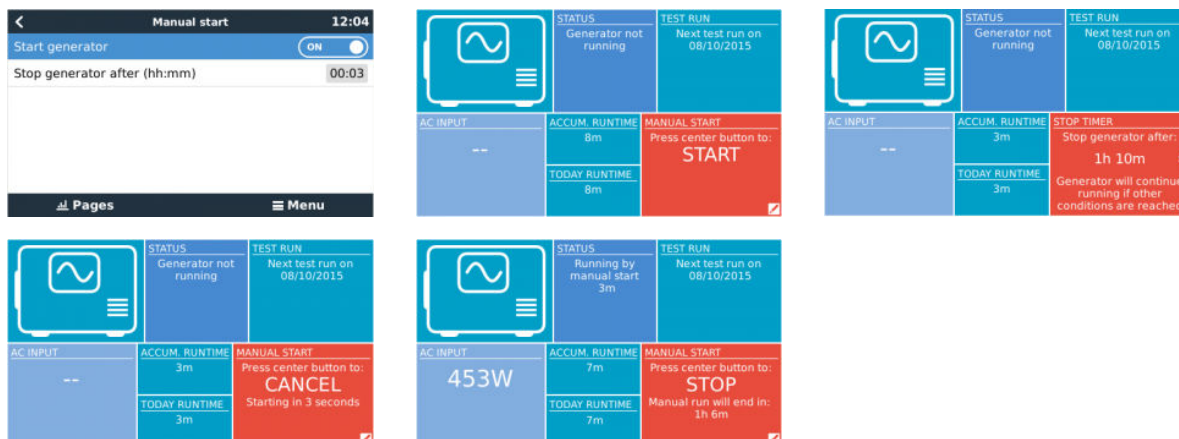 Manual start
12:04
Start generator
ON
Stop generator after (hh:mm)
00:03
Pages
Menu
STATUS
Generator not
running
TEST RUN
Next test run on
08/10/2015
AC INPUT
--
ACCUM. RUNTIME
8m
TODAY RUNTIME
8m
MANUAL START
Press center button to:
START
STATUS
Generator not
running
TEST RUN
Next test run on
08/10/2015
AC INPUT
--
ACCUM. RUNTIME
3m
TODAY RUNTIME
3m
STOP TIMER
Stop generator after:
1h 10m
Generator will continue
running if other
conditions are reached
STATUS
Generator not
running
TEST RUN
Next test run on
08/10/2015
AC INPUT
--
ACCUM. RUNTIME
3m
TODAY RUNTIME
3m
MANUAL START
Press center button to:
CANCEL
Starting in 3 seconds
STATUS
Running by
manual start
3m
TEST RUN
Next test run on
08/10/2015
AC INPUT
453W
ACCUM. RUNTIME
7m
TODAY RUNTIME
7m
MANUAL START
Press center button to:
STOP
Manual run will end in:
1h 6m